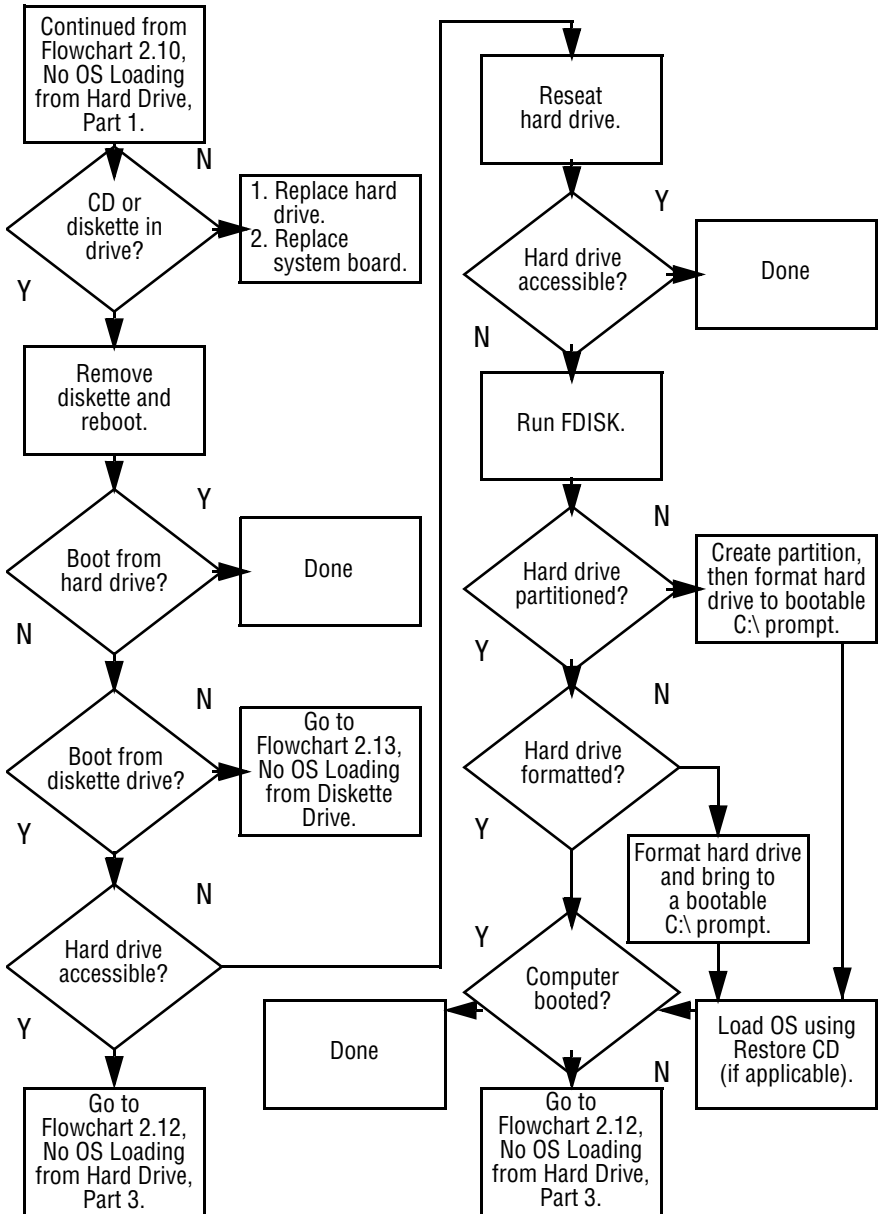 Continued from
Flowchart 2.10,
No OS Loading
from Hard Drive,
Part 1.
N
CD or
diskette in
drive?
1. Replace hard
drive.
2. Replace
system board.
Y
Remove
diskette and
reboot.
Y
Boot from
hard drive?
Done
N
N
Boot from
diskette drive?
Go to
Flowchart 2.13,
No OS Loading
from Diskette
Drive.
Y
N
Hard drive
accessible?
Y
Go to
Flowchart 2.12,
No OS Loading
from Hard Drive,
Part 3.
Reseat
hard drive.
Y
Hard drive
accessible?
Done
N
Run FDISK.
N
Hard drive
partitioned?
Create partition,
then format hard
drive to bootable
C:\ prompt.
Y
N
Hard drive
formatted?
Y
Format hard drive
and bring to
a bootable
C:\ prompt.
Y
Computer
booted?
Done
Load OS using
Restore CD
(if applicable).
N
Go to
Flowchart 2.12,
No OS Loading
from Hard Drive,
Part 3.